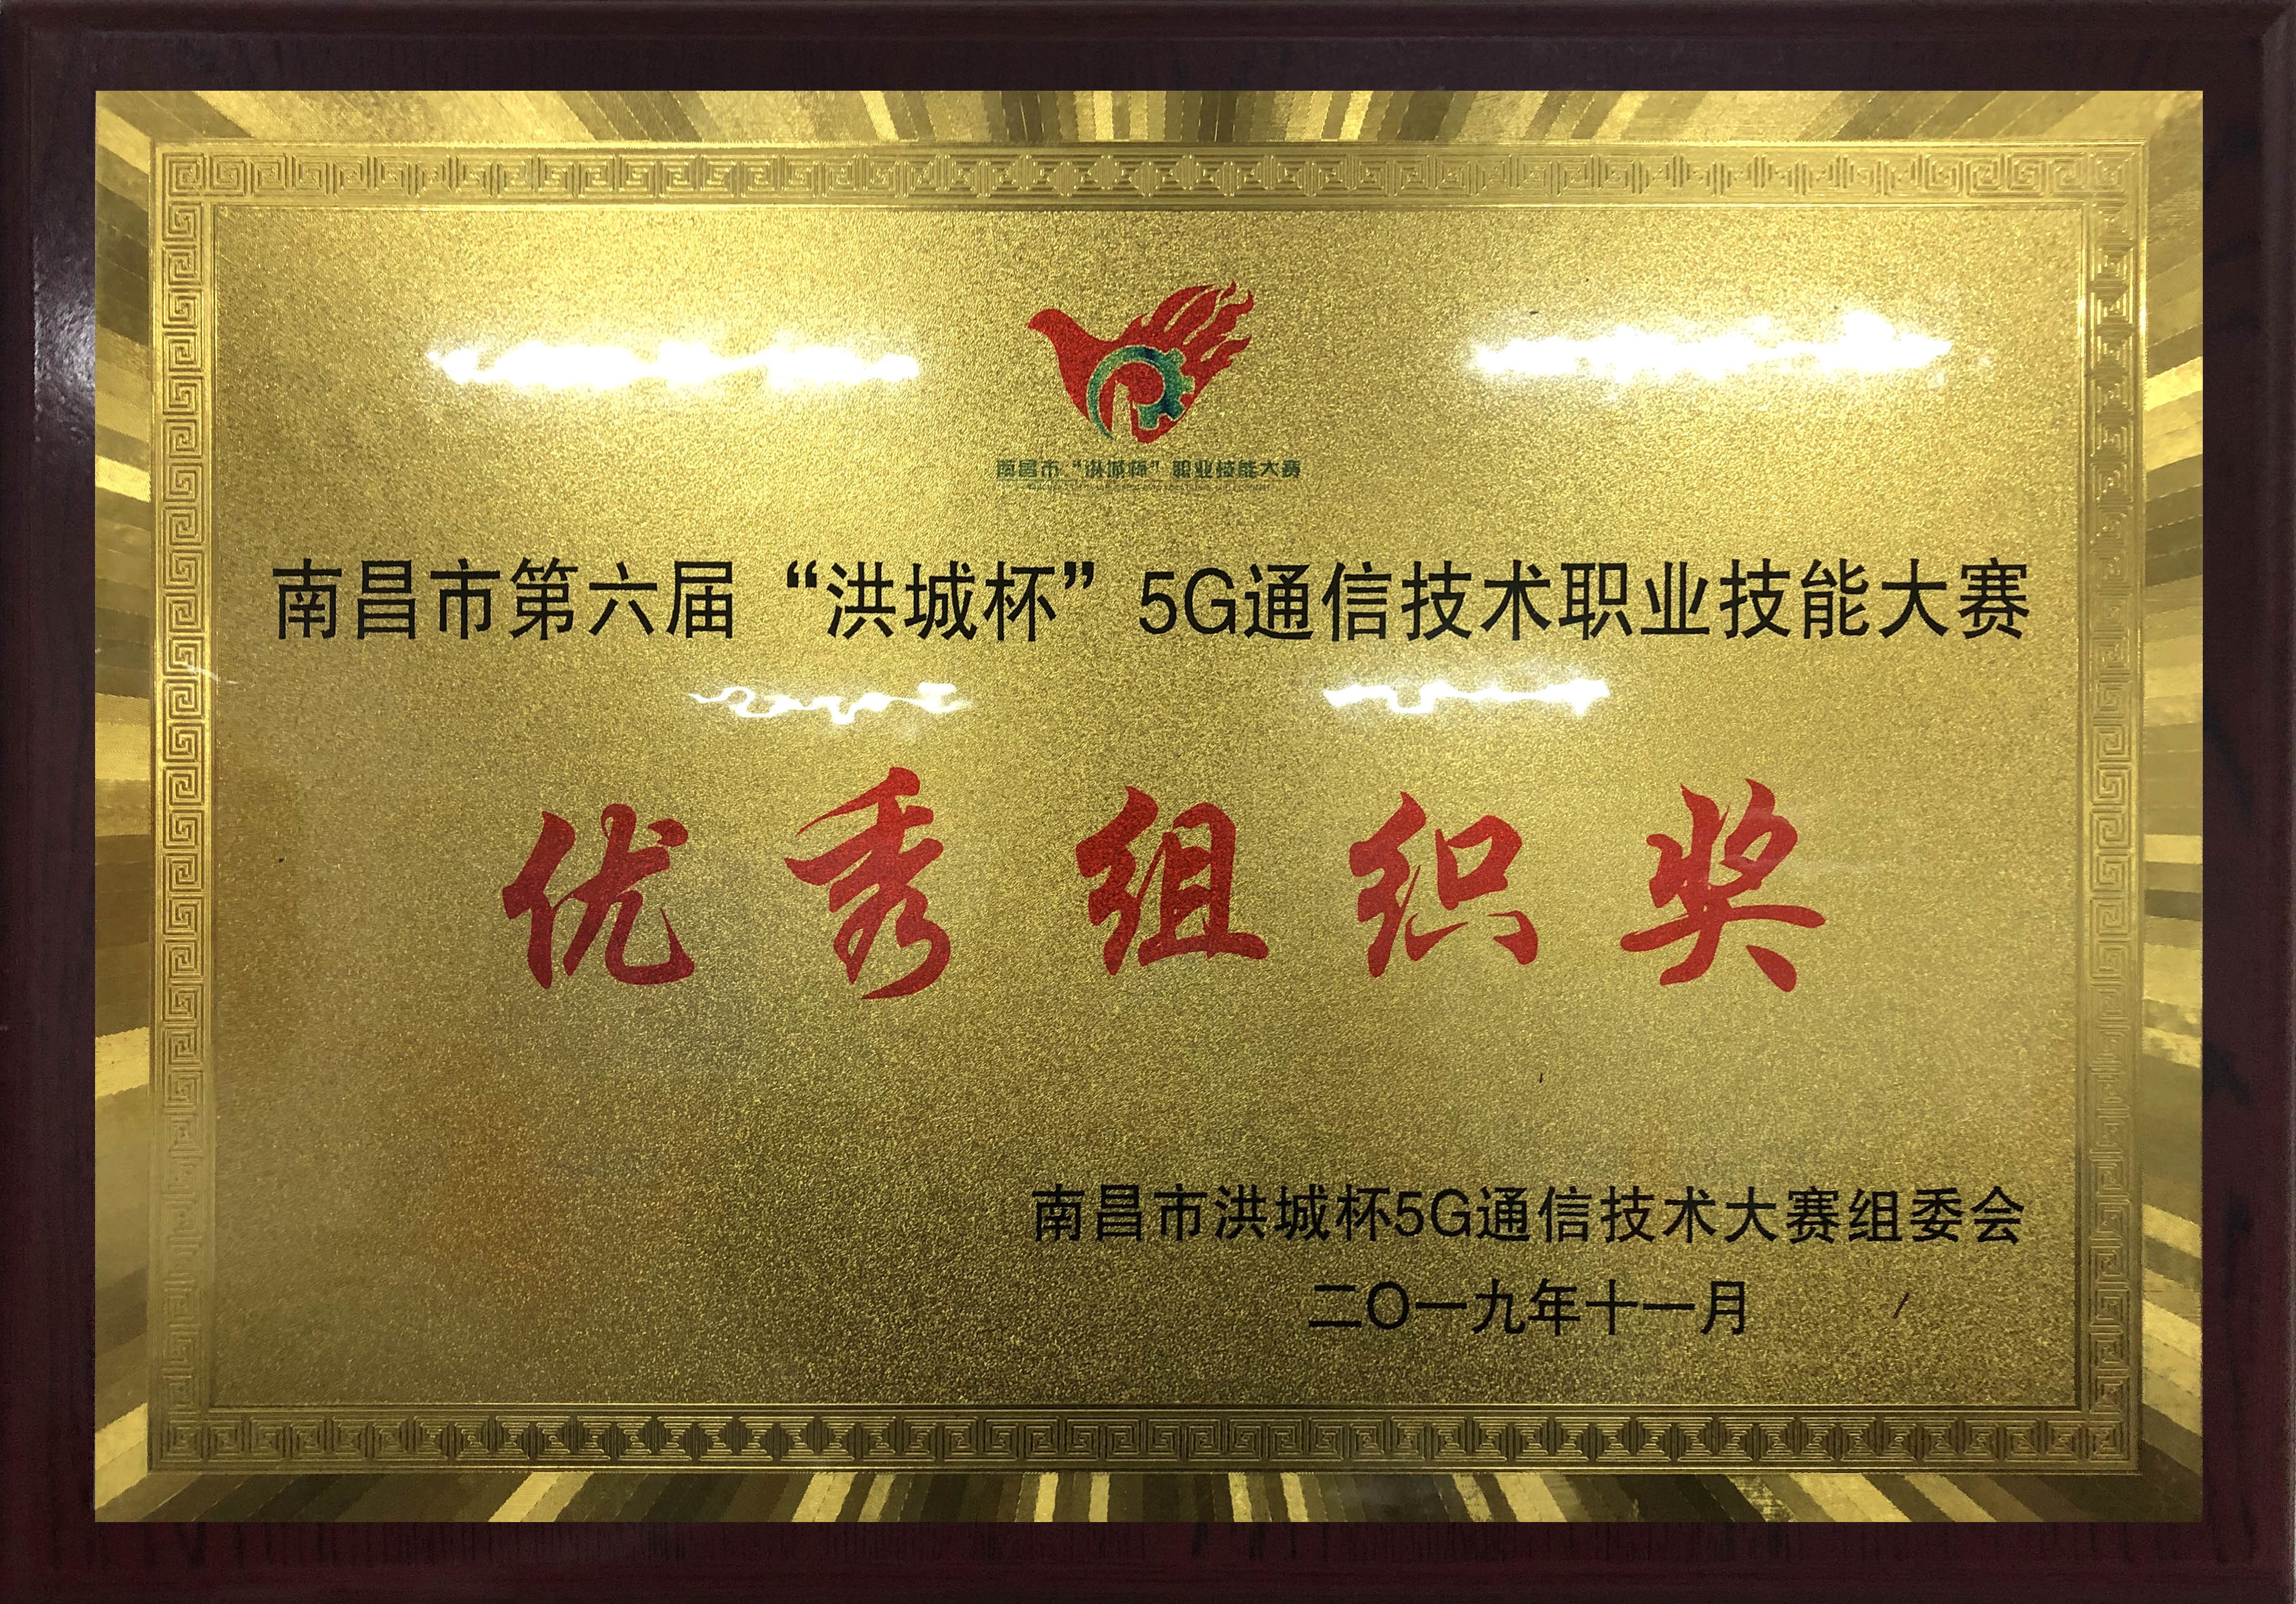 南昌市“洪城杯”职业技能大赛
南昌市第六届“洪城杯”5G通信技术职业技能大赛
优秀组织奖
南昌市洪城杯5G通信技术大赛组委会
二〇一九年十一月